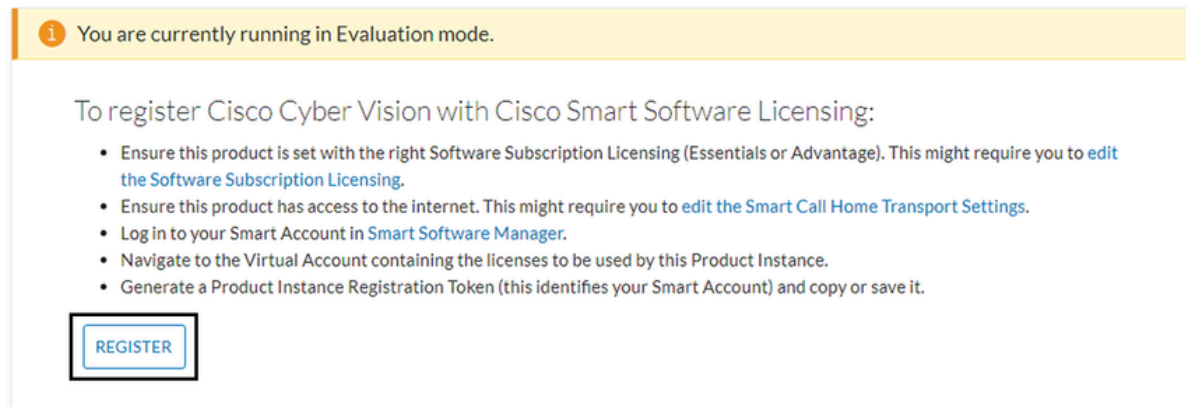 You are currently running in Evaluation mode.
To register Cisco Cyber Vision with Cisco Smart Software Licensing:
• Ensure this product is set with the right Software Subscription Licensing (Essentials or Advantage). This might require you to edit
the Software Subscription Licensing.
• Ensure this product has access to the internet. This might require you to edit the Smart Call Home Transport Settings.
• Log in to your Smart Account in Smart Software Manager.
• Navigate to the Virtual Account containing the licenses to be used by this Product Instance.
• Generate a Product Instance Registration Token (this identifies your Smart Account) and copy or save it.
REGISTER